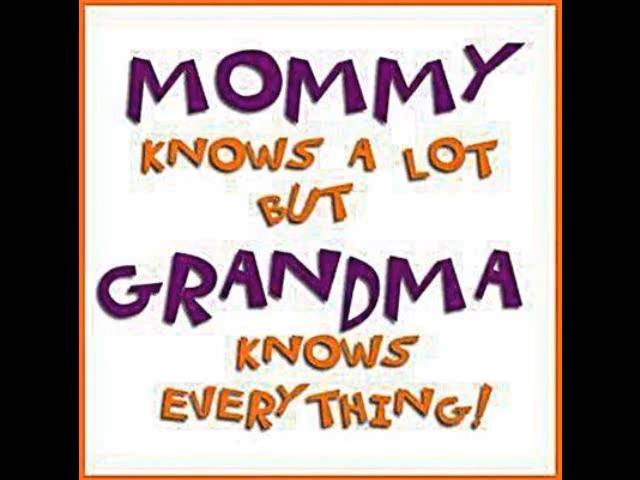 MOMMY
KNOWS A LOT
BUT
GRANDMA
KNOWS
EVERYTHING!